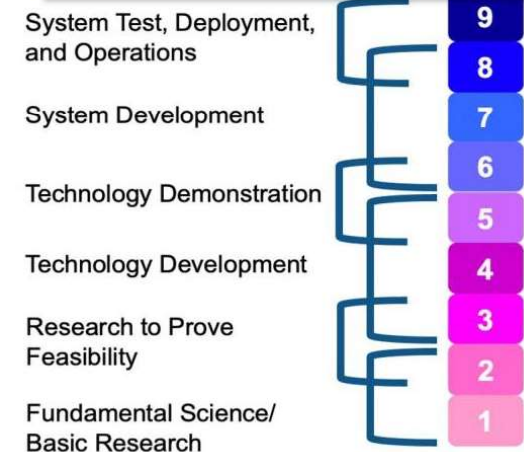 System Test, Deployment,
and Operations
System Development
Technology Demonstration
Technology Development
Research to Prove
Feasibility
Fundamental Science/
Basic Research
9
8
7
6
5
4
3
2
1